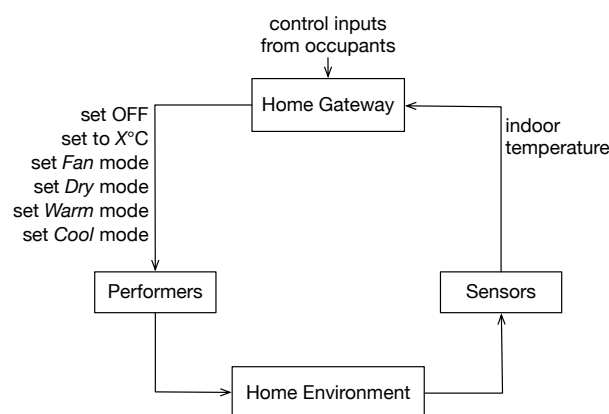 control inputs
from occupants
Home Gateway
set OFF
set to X°C
set Fan mode
set Dry mode
set Warm mode
set Cool mode
indoor
temperature
Performers
Sensors
Home Environment